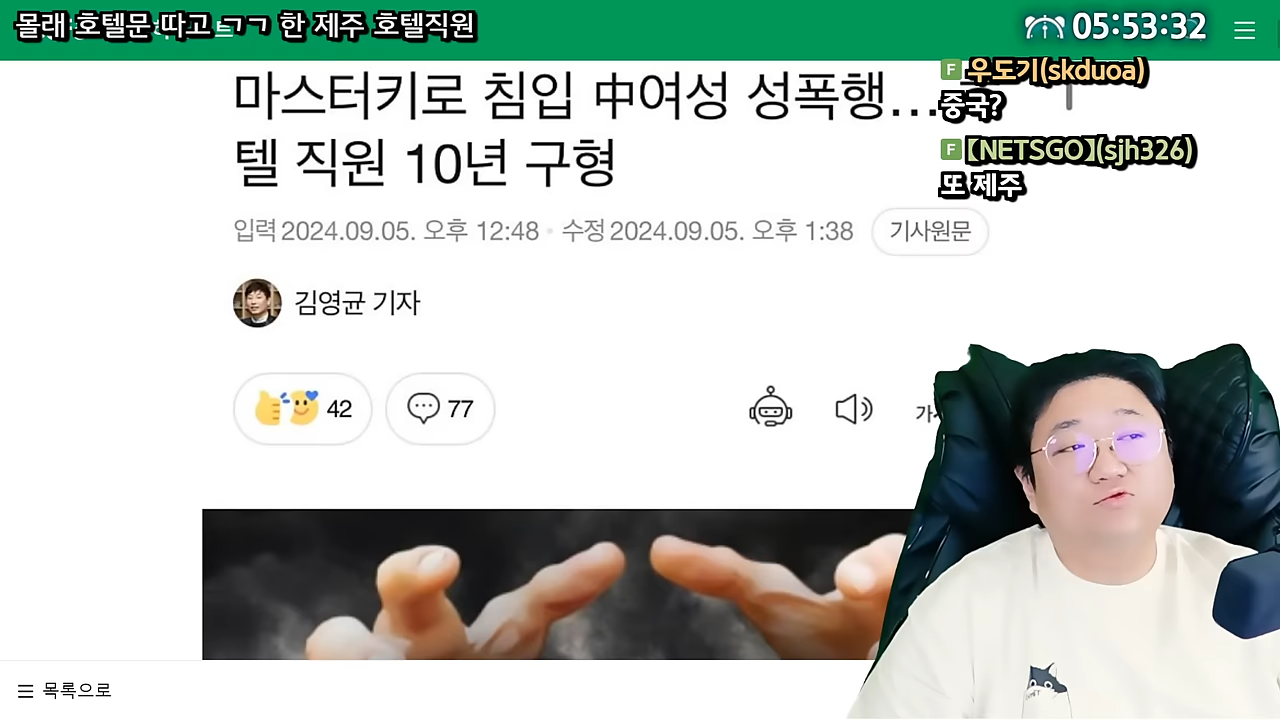 몰래 호텔문 따고 ㄱㄱ 한 제주 호텔직원
05:53:32
마스터키로 침입 中여성 성폭행…
텔 직원 10년 구형
F 우도기(skduoa)
중국?
F 【NETSGO】(sjh326)
또 제주
입력 2024.09.05. 오후 12:48 · 수정 2024.09.05. 오후 1:38 기사원문
김영균 기자
42 77
목록으로